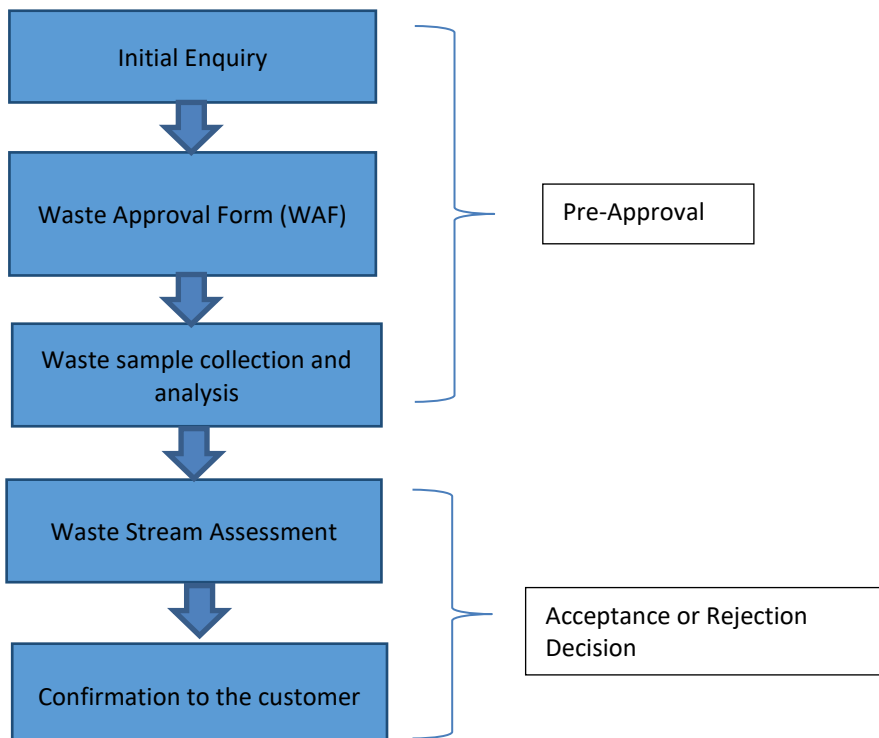 Initial Enquiry
Waste Approval Form (WAF)
Pre-Approval
Waste sample collection and
analysis
Waste Stream Assessment
Acceptance or Rejection
Decision
Confirmation to the customer